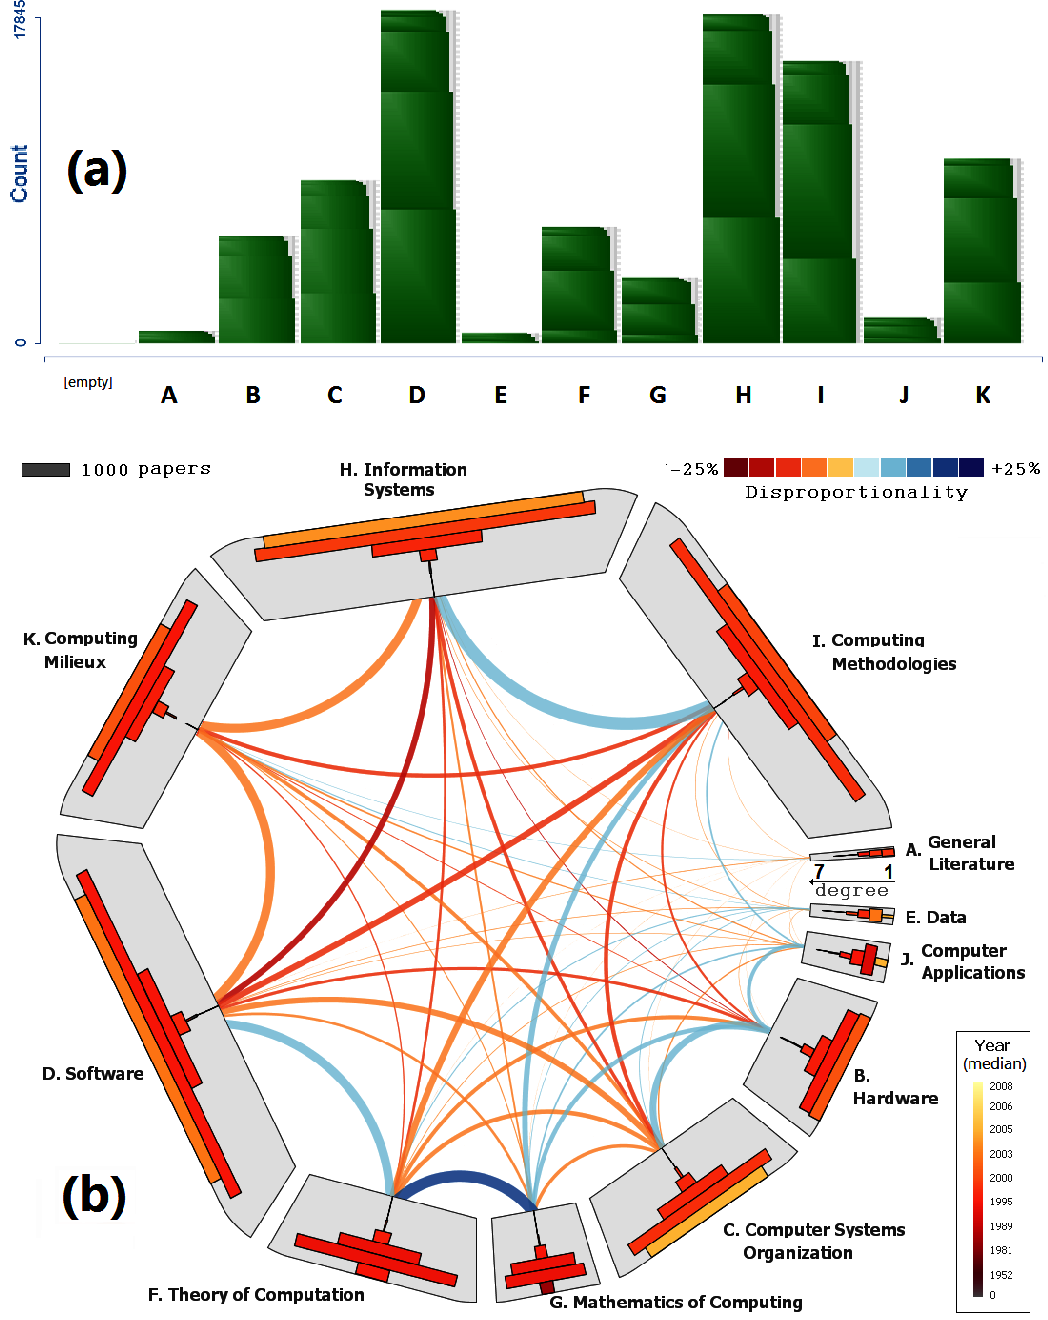 17845
Count
0
(a)
[empty]
A B C D E F G H I J K
1000 papers
H. Information
Systems
-25% +25%
Disproportionality
K. Computing
Milieux
I. Computing
Methodologies
A. General
Literature
7 1
degree
E. Data
J. Computer
Applications
D. Software
B.
Hardware
Year
(median)
2008
2006
2005
2003
2000
1995
1989
1981
1952
0
(b)
C. Computer Systems
Organization
F. Theory of Computation
G. Mathematics of Computing